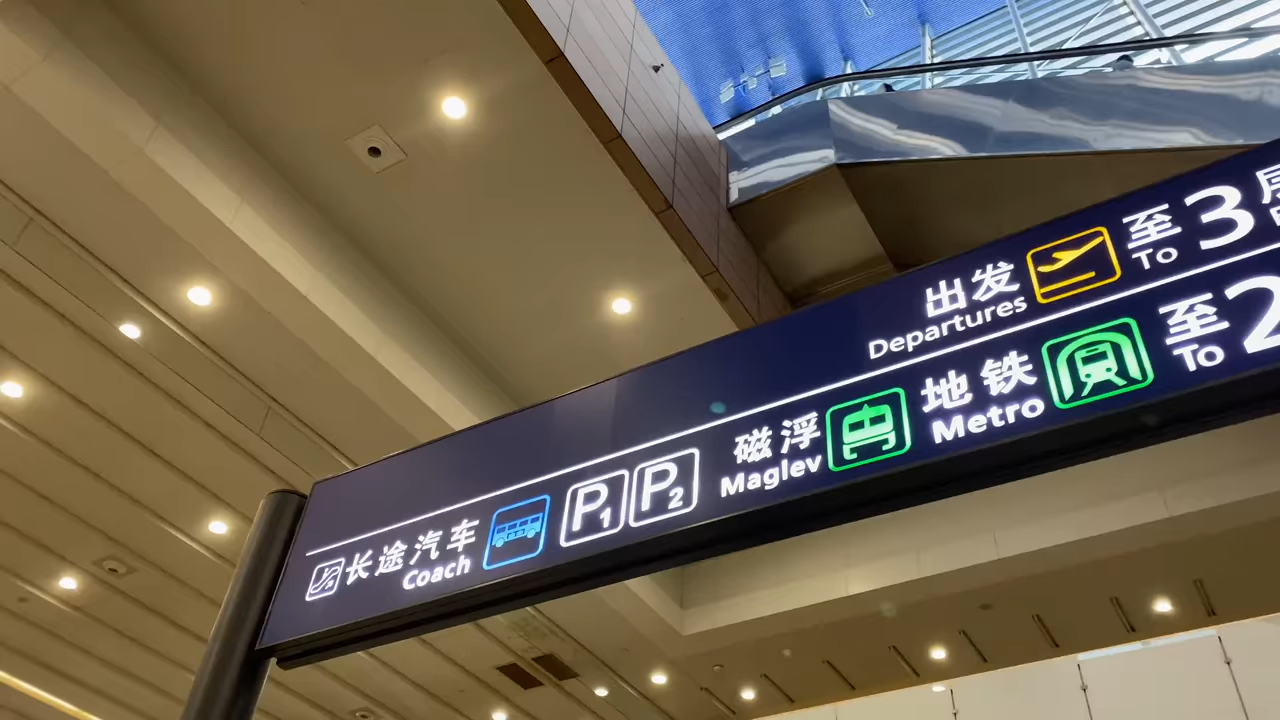 出发 至3层
Departures To
长途汽车 P1 P2 磁浮 地铁 至2
Coach Maglev Metro To